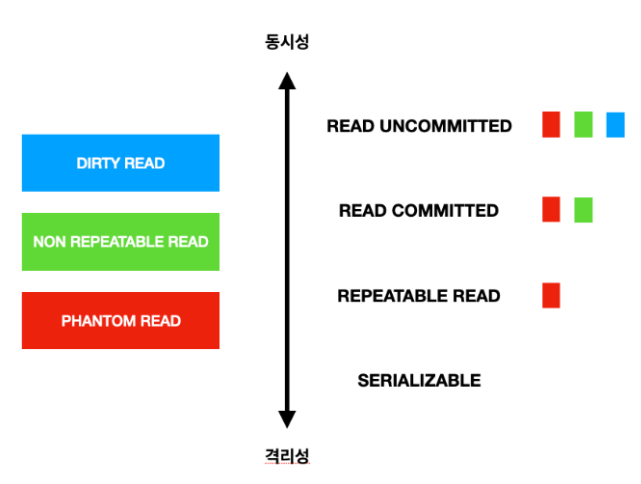 동시성
READ UNCOMMITTED
DIRTY READ
READ COMMITTED
NON REPEATABLE READ
REPEATABLE READ
PHANTOM READ
SERIALIZABLE
격리성